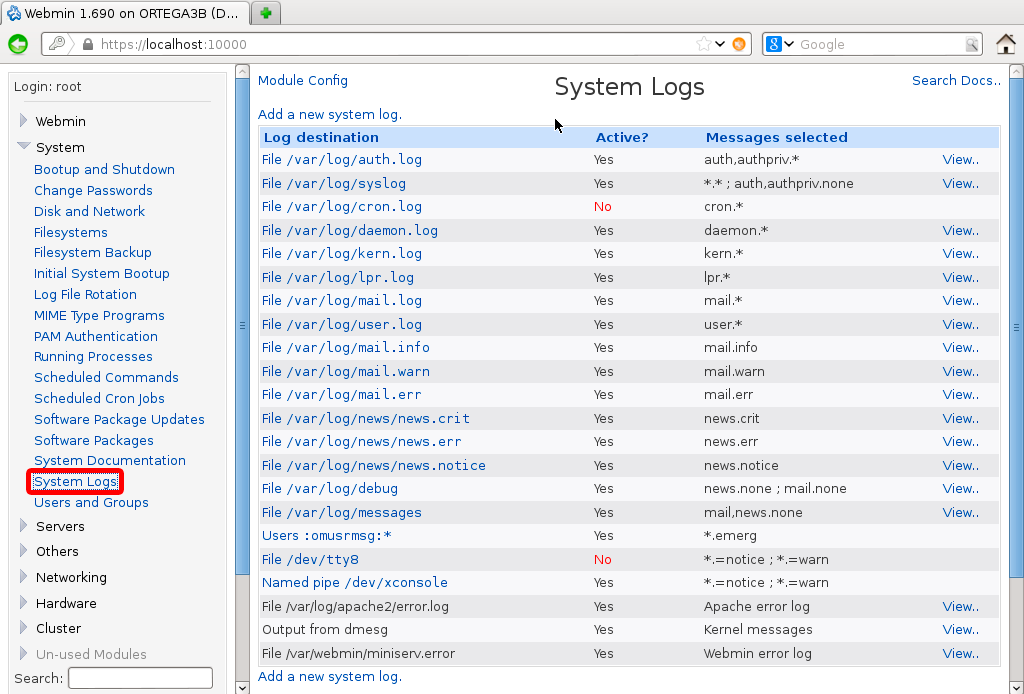 Webmin 1.690 on ORTEGA3B (D...
https://localhost:10000
Google
Login: root
Webmin
System
Bootup and Shutdown
Change Passwords
Disk and Network
Filesystems
Filesystem Backup
Initial System Bootup
Log File Rotation
MIME Type Programs
PAM Authentication
Running Processes
Scheduled Commands
Scheduled Cron Jobs
Software Package Updates
Software Packages
System Documentation
System Logs
Users and Groups
Servers
Others
Networking
Hardware
Cluster
Un-used Modules
Search:
Module Config
System Logs
Search Docs..
Add a new system log.
Log destination Active? Messages selected
File /var/log/auth.log Yes auth,authpriv.* View..
File /var/log/syslog Yes *.* ; auth,authpriv.none View..
File /var/log/cron.log No cron.*
File /var/log/daemon.log Yes daemon.* View..
File /var/log/kern.log Yes kern.* View..
File /var/log/lpr.log Yes lpr.* View..
File /var/log/mail.log Yes mail.* View..
File /var/log/user.log Yes user.* View..
File /var/log/mail.info Yes mail.info View..
File /var/log/mail.warn Yes mail.warn View..
File /var/log/mail.err Yes mail.err View..
File /var/log/news/news.crit Yes news.crit View..
File /var/log/news/news.err Yes news.err View..
File /var/log/news/news.notice Yes news.notice View..
File /var/log/debug Yes news.none ; mail.none View..
File /var/log/messages Yes mail,news.none View..
Users :omusrmsg:* Yes *.emerg
File /dev/tty8 No *.=notice ; *.=warn
Named pipe /dev/xconsole Yes *.=notice ; *.=warn
File /var/log/apache2/error.log Yes Apache error log View..
Output from dmesg Yes Kernel messages View..
File /var/webmin/miniserv.error Yes Webmin error log View..
Add a new system log.